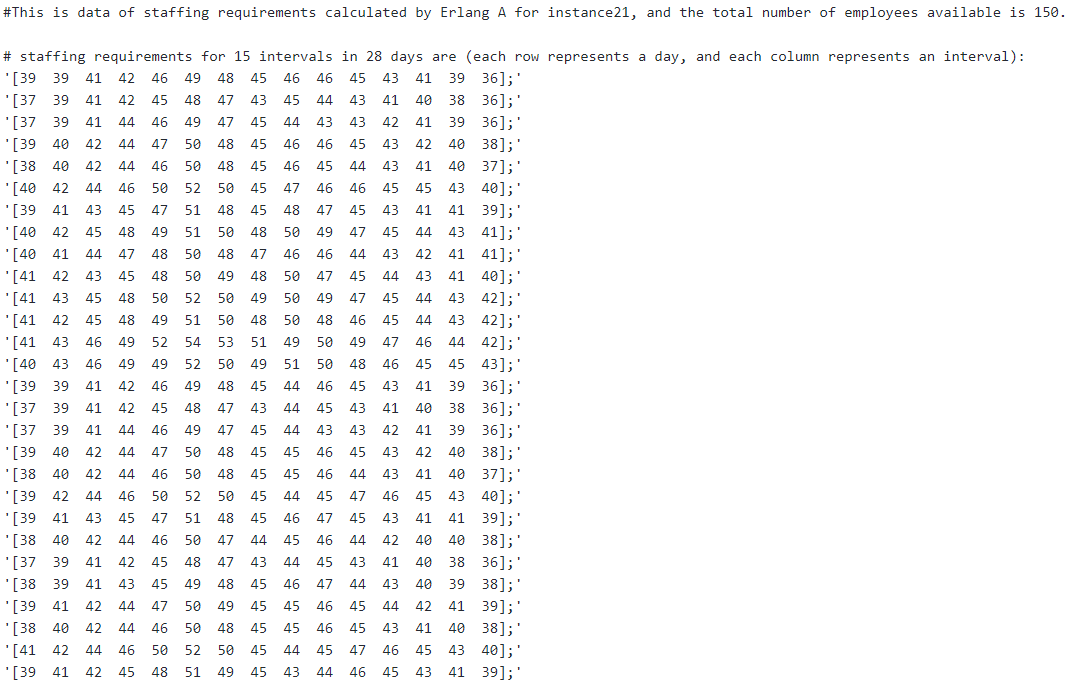 #This is data of staffing requirements calculated by Erlang A for instance21, and the total number of employees available is 150.
# staffing requirements for 15 intervals in 28 days are (each row represents a day, and each column represents an interval):
'[39 39 41 42 46 49 48 45 46 46 45 43 41 39 36];'
'[37 39 41 42 45 48 47 43 45 44 43 41 40 38 36];'
'[37 39 41 44 46 49 47 45 44 43 43 42 41 39 36];'
'[39 40 42 44 47 50 48 45 46 46 45 43 42 40 38];'
'[38 40 42 44 46 50 48 45 46 45 44 43 41 40 37];'
'[40 42 44 46 50 52 50 45 47 46 46 45 45 43 40];'
'[39 41 43 45 47 51 48 45 48 47 45 43 41 41 39];'
'[40 42 45 48 49 51 50 48 50 49 47 45 44 43 41];'
'[40 41 44 47 48 50 48 47 46 46 44 43 42 41 41];'
'[41 42 43 45 48 50 49 48 50 47 45 44 43 41 40];'
'[41 43 45 48 50 52 50 49 50 49 47 45 44 43 42];'
'[41 42 45 48 49 51 50 48 50 48 46 45 44 43 42];'
'[41 43 46 49 52 54 53 51 49 50 49 47 46 44 42];'
'[40 43 46 49 49 52 50 49 51 50 48 46 45 45 43];'
'[39 39 41 42 46 49 48 45 44 46 45 43 41 39 36];'
'[37 39 41 42 45 48 47 43 44 45 43 41 40 38 36];'
'[37 39 41 44 46 49 47 45 44 43 43 42 41 39 36];'
'[39 40 42 44 47 50 48 45 45 46 45 43 42 40 38];'
'[38 40 42 44 46 50 48 45 45 46 44 43 41 40 37];'
'[39 42 44 46 50 52 50 45 44 45 47 46 45 43 40];'
'[39 41 43 45 47 51 48 45 46 47 45 43 41 41 39];'
'[38 40 42 44 46 50 47 44 45 46 44 42 40 40 38];'
'[37 39 41 42 45 48 47 43 44 45 43 41 40 38 36];'
'[38 39 41 43 45 49 48 45 46 47 44 43 40 39 38];'
'[39 41 42 44 47 50 49 45 45 46 45 44 42 41 39];'
'[38 40 42 44 46 50 48 45 45 46 45 43 41 40 38];'
'[41 42 44 46 50 52 50 45 44 45 47 46 45 43 40];'
'[39 41 42 45 48 51 49 45 43 44 46 45 43 41 39];'